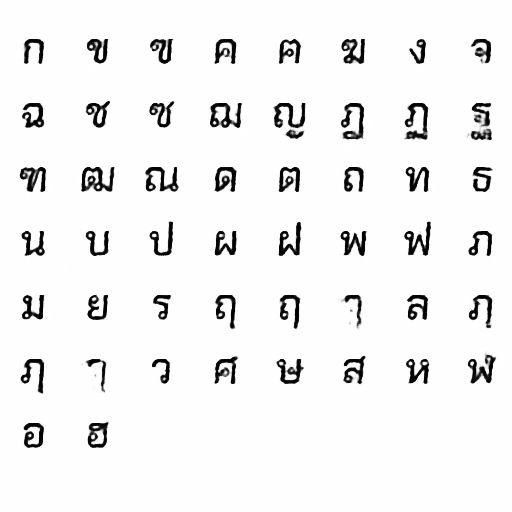 ก ข ฃ ค ฅ ฆ ง จ
ฉ ช ซ ฌ ญ ฎ ฏ ฐ
ฑ ฒ ณ ด ต ถ ท ธ
น บ ป ผ ฝ พ ฟ ภ
ม ย ร ฤ ฤ า ล ฦ
ฦ ๅ ว ศ ษ ส ห ฬ
อ ฮ